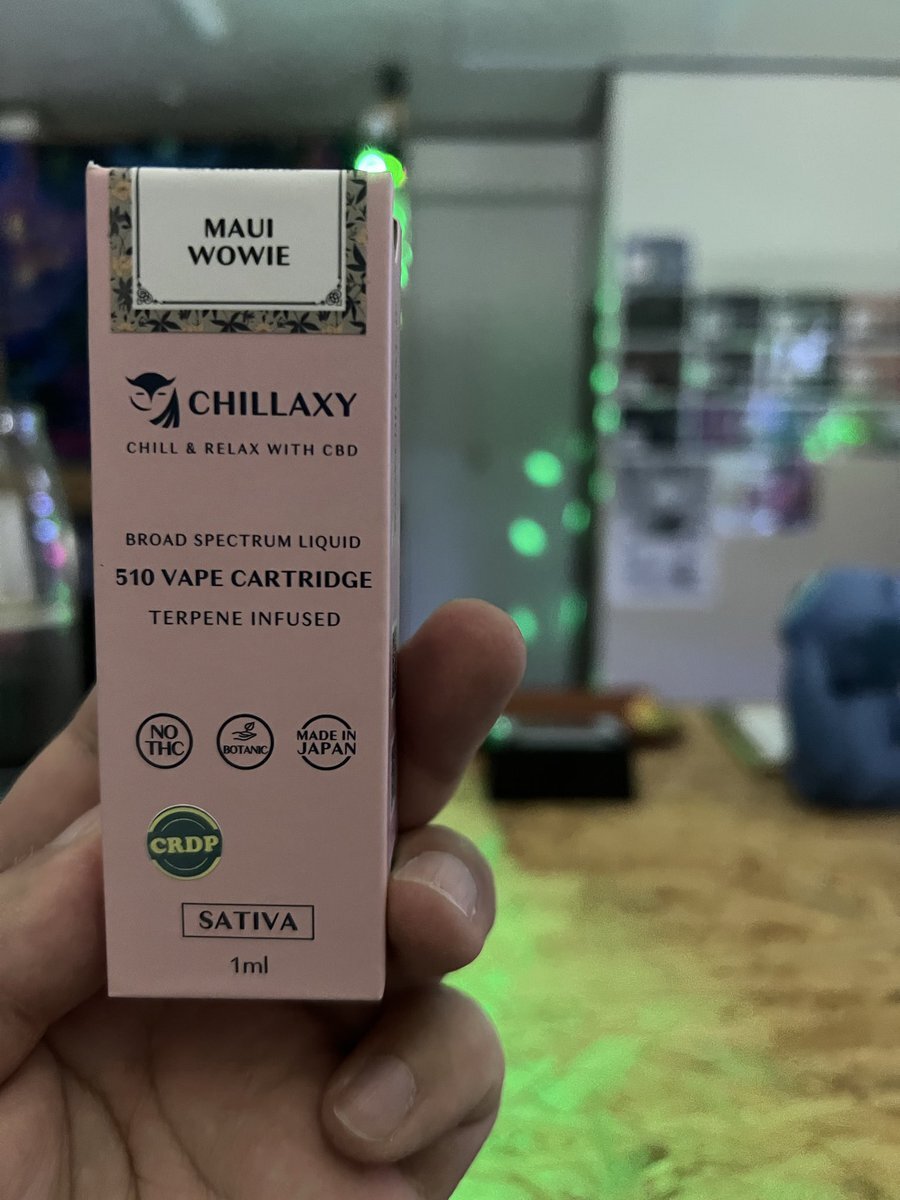 MAUI
WOWIE
CHILLAXY
CHILL & RELAX WITH CBD
BROAD SPECTRUM LIQUID
510 VAPE CARTRIDGE
TERPENE INFUSED
NO
THC
BOTANIC
MADE IN
JAPAN
CRDP
SATIVA
1ml